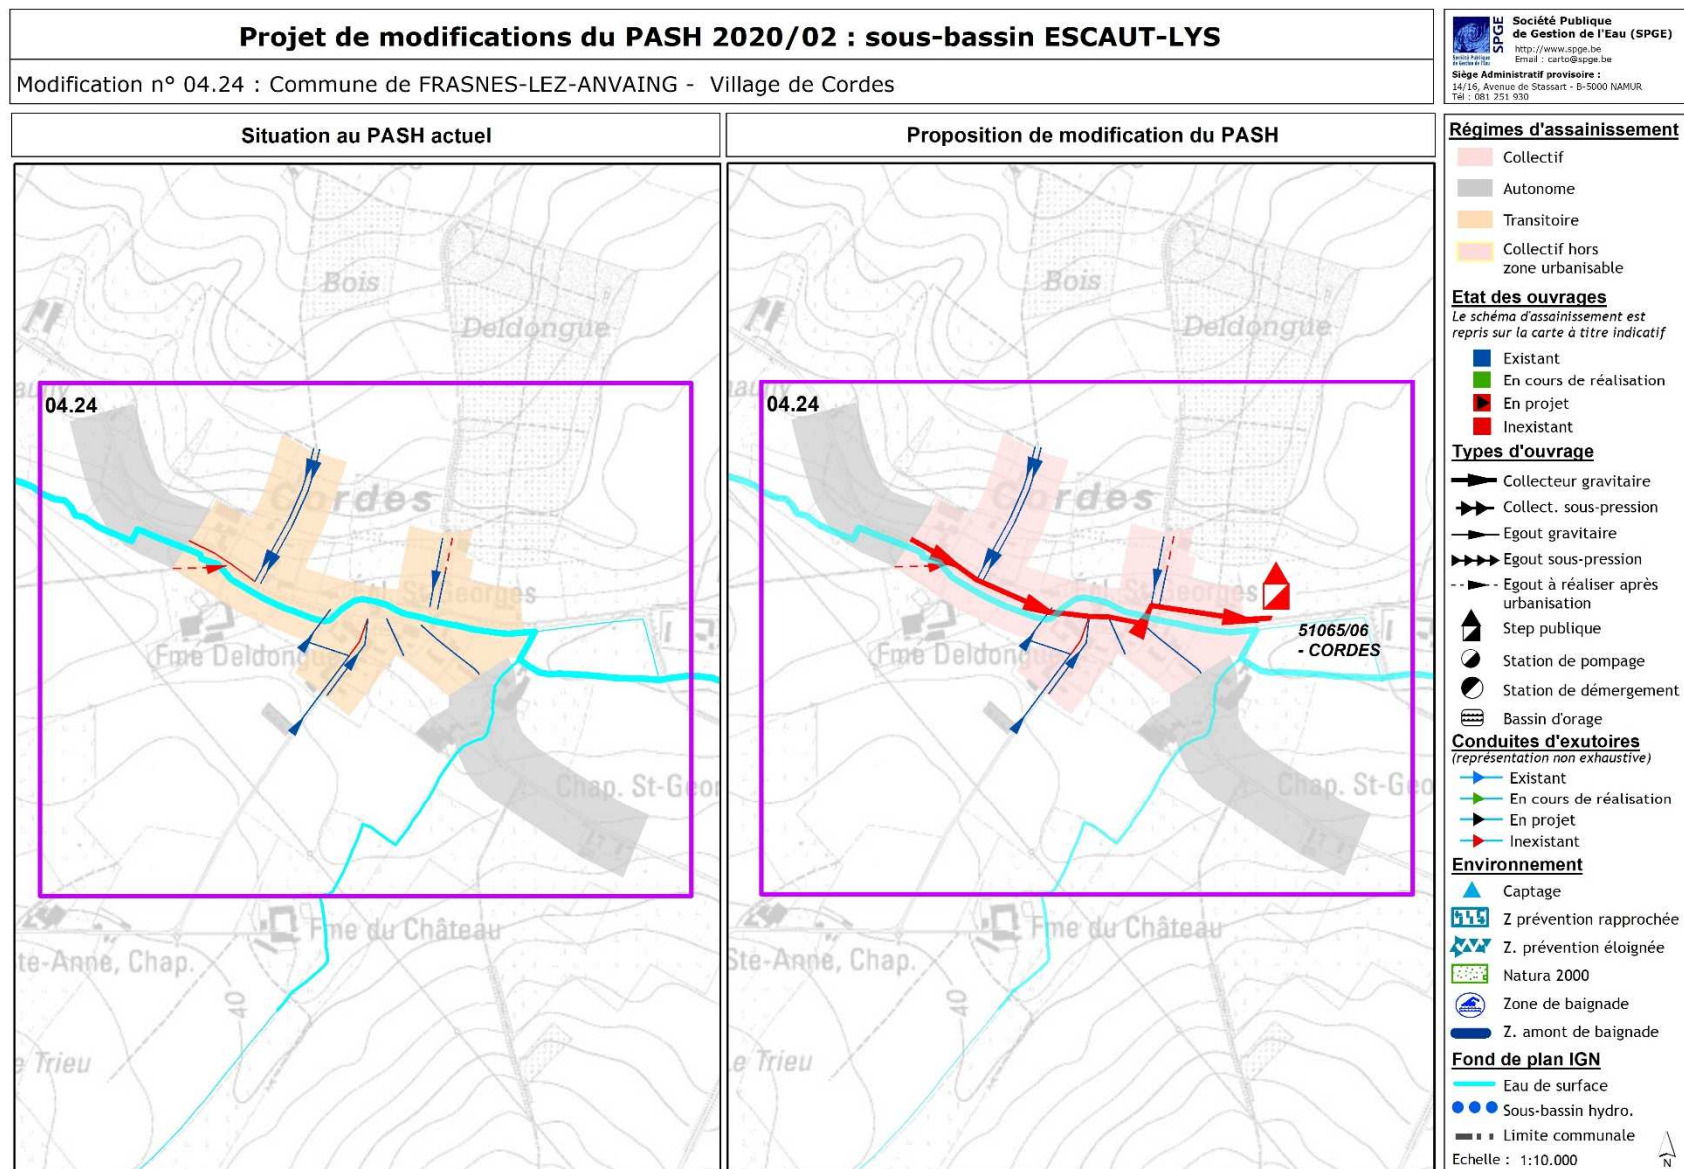 Projet de modifications du PASH 2020/02 : sous-bassin ESCAUT-LYS
Modification n° 04.24 : Commune de FRASNES-LEZ-ANVAING - Village de Cordes
SPGE
Société Publique de Gestion de l'Eau
Société Publique
de Gestion de l'Eau (SPGE)
http://www.spge.be
Email : carto@spge.be
Siège Administratif provisoire :
14/16, Avenue de Stassart - B-5000 NAMUR
Tél : 081 251 930
Situation au PASH actuel
Bois
Deldongue
04.24
Cordes
Fme Deldongue
St-Georges
Chap. St-Geor
Fme du Château
te-Anne, Chap.
40
e Trieu
Proposition de modification du PASH
Bois
Deldongue
04.24
Cordes
St-Georges
Fme Deldongue
51065/06
- CORDES
Chap. St-Geo
Fme du Château
Ste-Anne, Chap.
40
e Trieu
Régimes d'assainissement
Collectif
Autonome
Transitoire
Collectif hors
zone urbanisable
Etat des ouvrages
Le schéma d'assainissement est
repris sur la carte à titre indicatif
Existant
En cours de réalisation
En projet
Inexistant
Types d'ouvrage
Collecteur gravitaire
Collect. sous-pression
Egout gravitaire
Egout sous-pression
Egout à réaliser après
urbanisation
Step publique
Station de pompage
Station de démergement
Bassin d'orage
Conduites d'exutoires
(représentation non exhaustive)
Existant
En cours de réalisation
En projet
Inexistant
Environnement
Captage
Z prévention rapprochée
Z. prévention éloignée
Natura 2000
Zone de baignade
Z. amont de baignade
Fond de plan IGN
Eau de surface
Sous-bassin hydro.
Limite communale
Echelle : 1:10.000
N